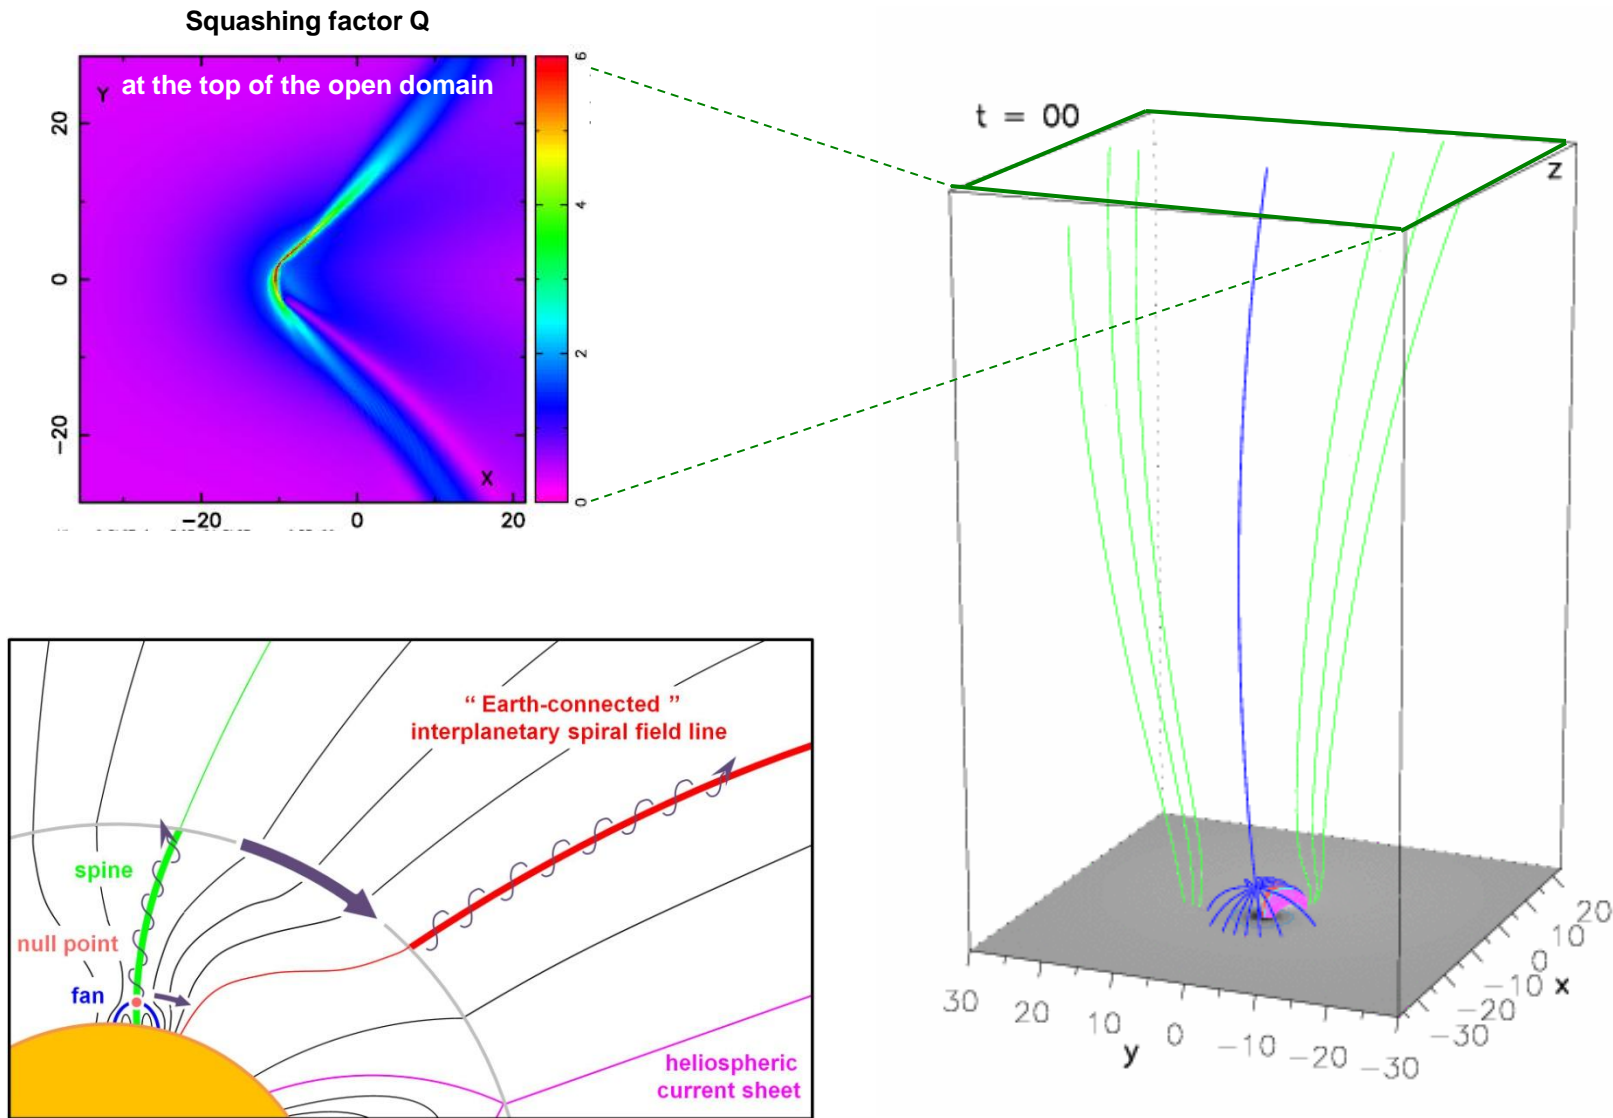 Squashing factor Q
at the top of the open domain
Y
X
20
0
−20
−20
0
20
6
4
2
0
t = 00
z
30
20
10
0
−10
−20
−30
y
20
10
0
−10
−20
−30
x
“ Earth-connected ”
interplanetary spiral field line
spine
null point
fan
heliospheric
current sheet